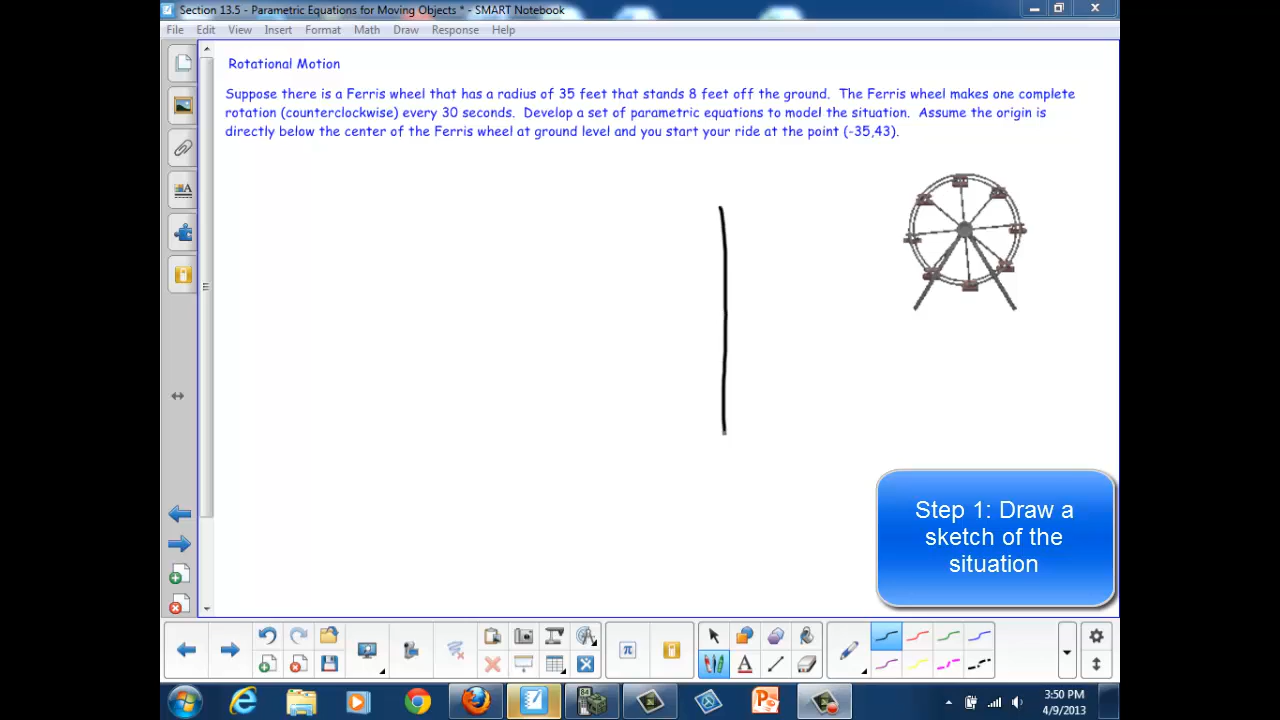 Section 13.5 - Parametric Equations for Moving Objects * - SMART Notebook
File Edit View Insert Format Math Draw Response Help
Rotational Motion
Suppose there is a Ferris wheel that has a radius of 35 feet that stands 8 feet off the ground. The Ferris wheel makes one complete
rotation (counterclockwise) every 30 seconds. Develop a set of parametric equations to model the situation. Assume the origin is
directly below the center of the Ferris wheel at ground level and you start your ride at the point (-35,43).
Step 1: Draw a
sketch of the
situation
3:50 PM
4/9/2013